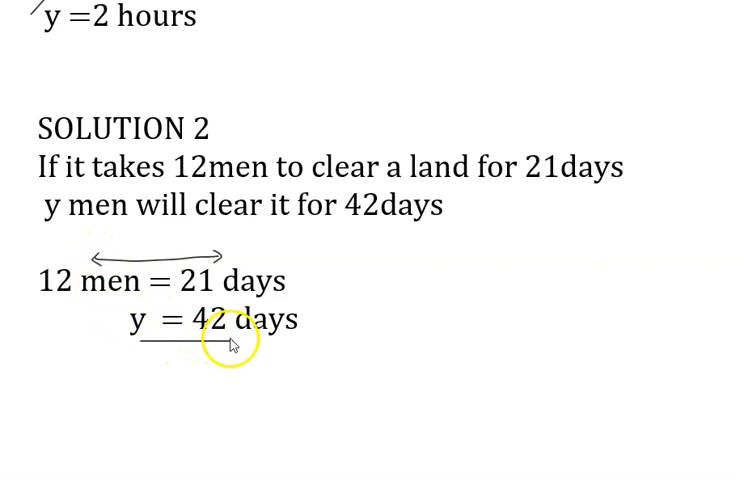 y =2 hours
SOLUTION 2
If it takes 12men to clear a land for 21days
y men will clear it for 42days
12 men = 21 days
y = 42 days